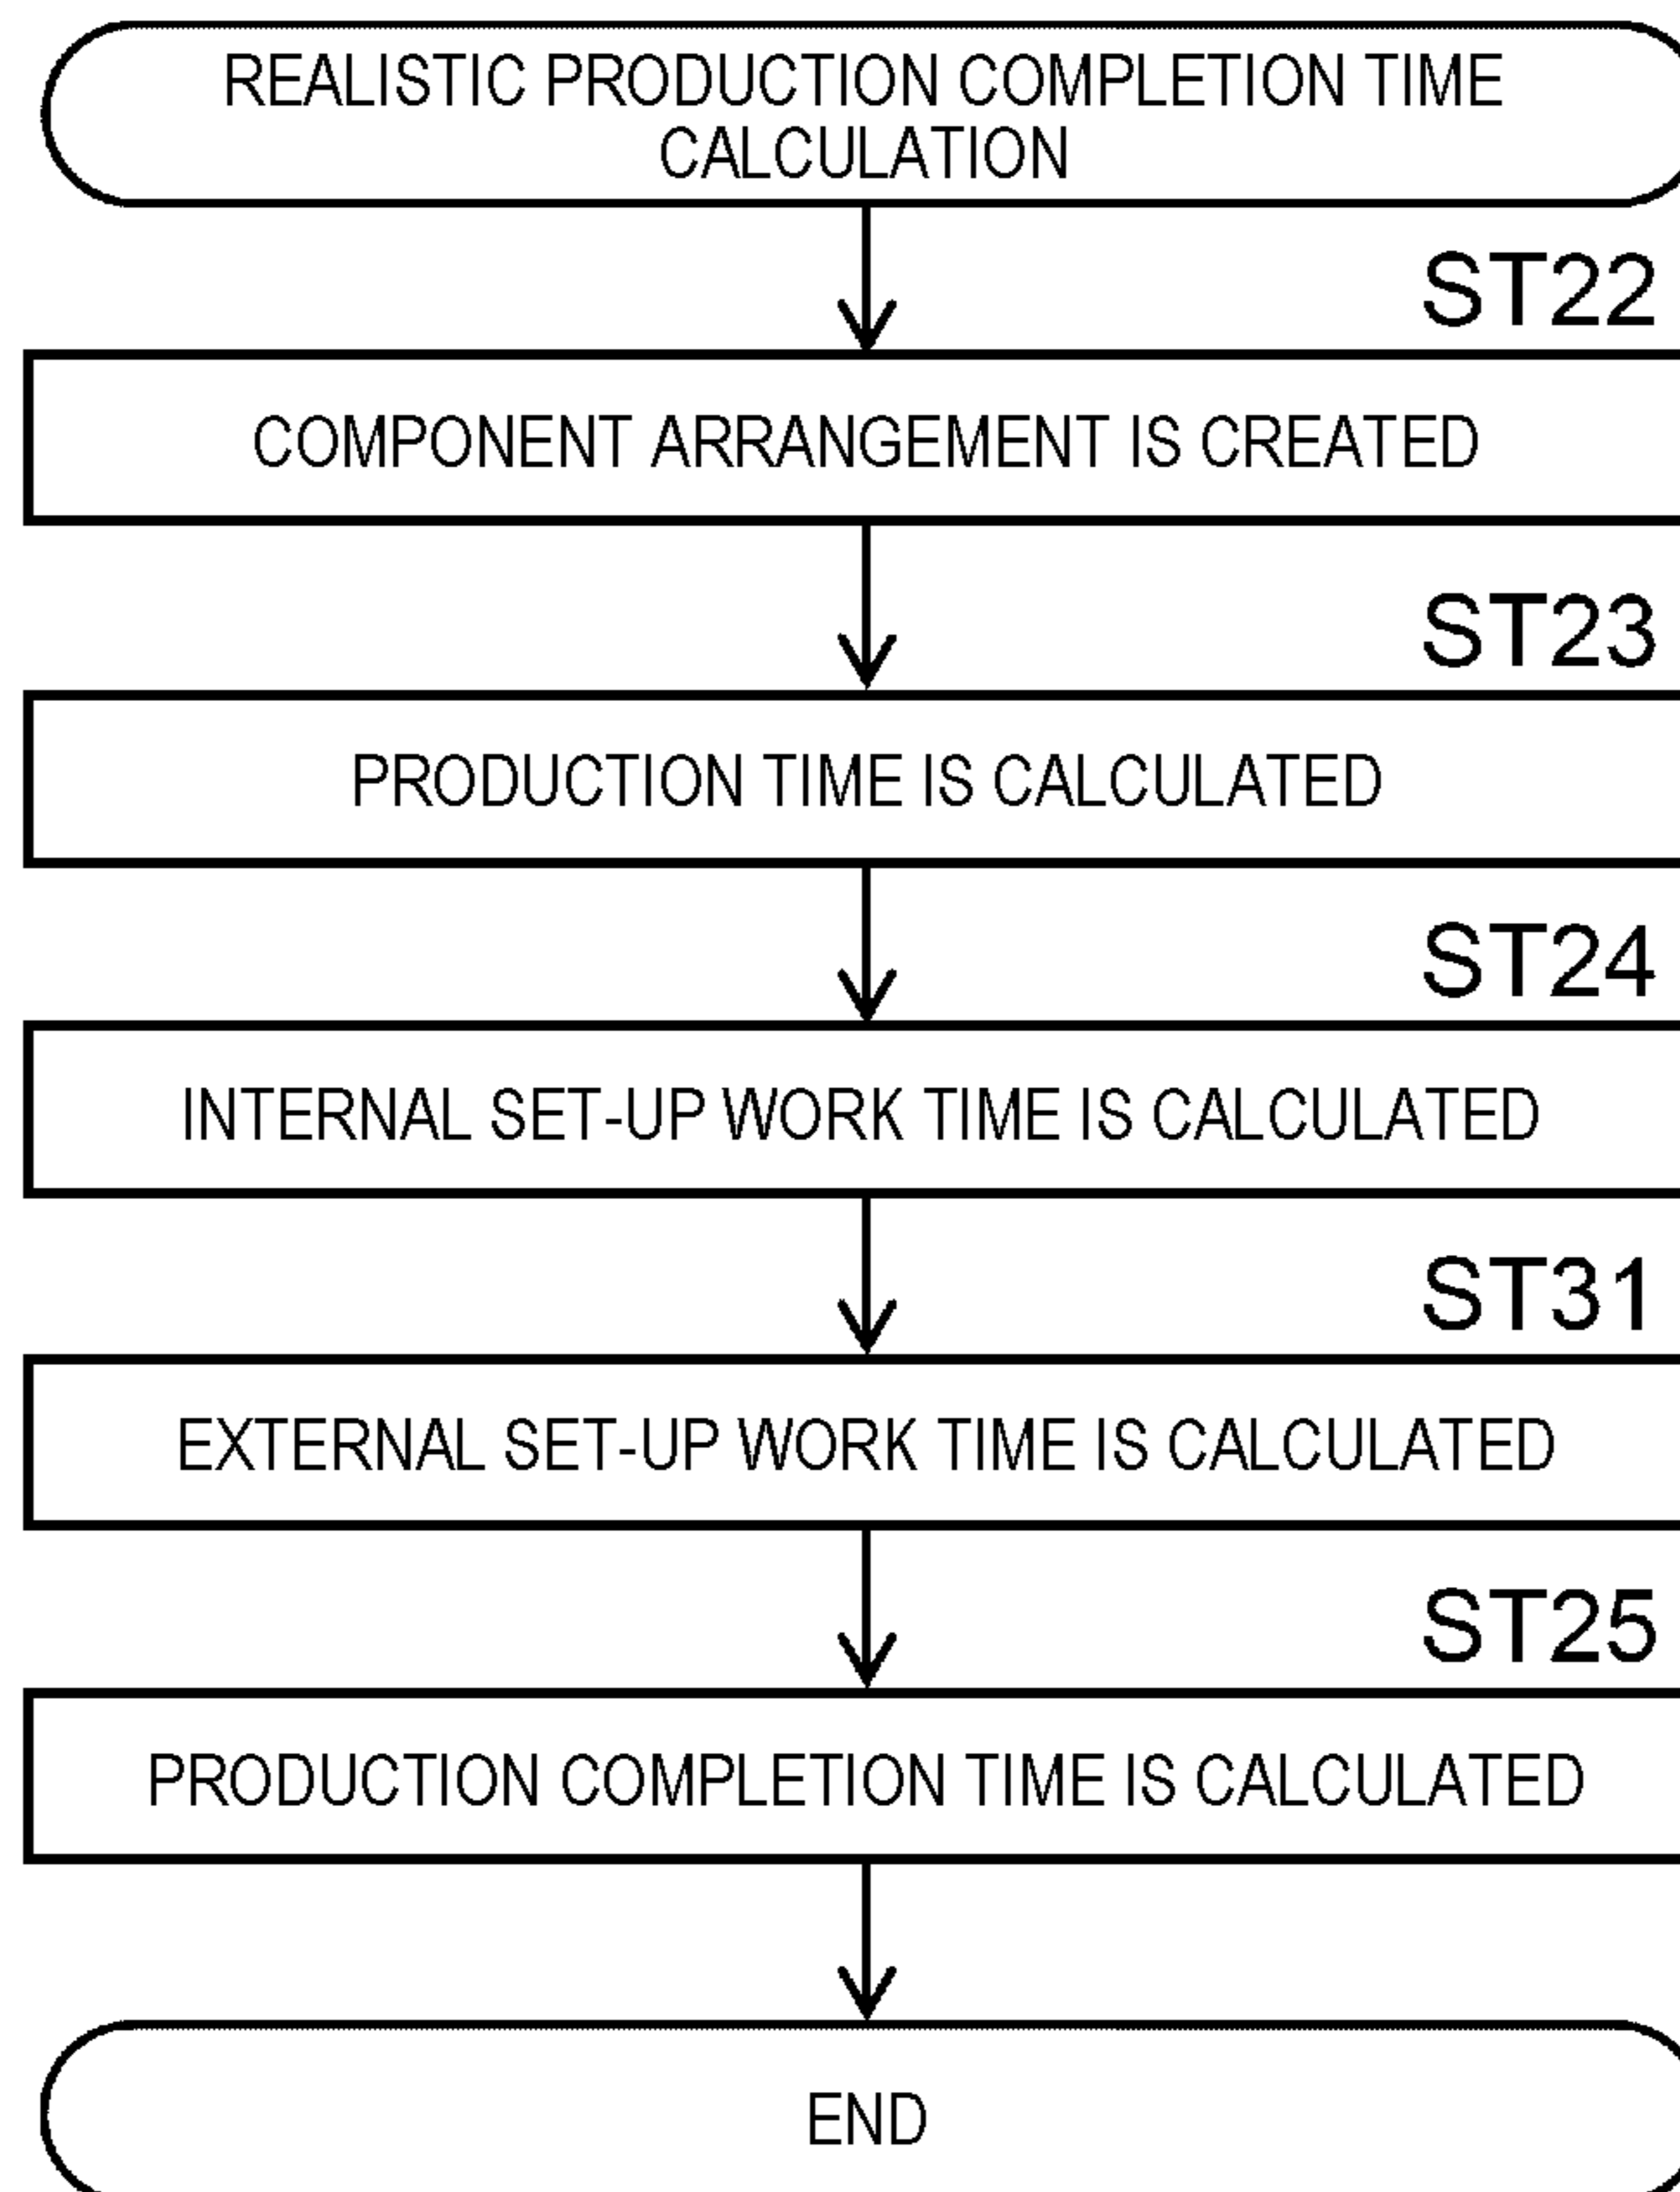 REALISTIC PRODUCTION COMPLETION TIME
CALCULATION
ST22
COMPONENT ARRANGEMENT IS CREATED
ST23
PRODUCTION TIME IS CALCULATED
ST24
INTERNAL SET-UP WORK TIME IS CALCULATED
ST31
EXTERNAL SET-UP WORK TIME IS CALCULATED
ST25
PRODUCTION COMPLETION TIME IS CALCULATED
END